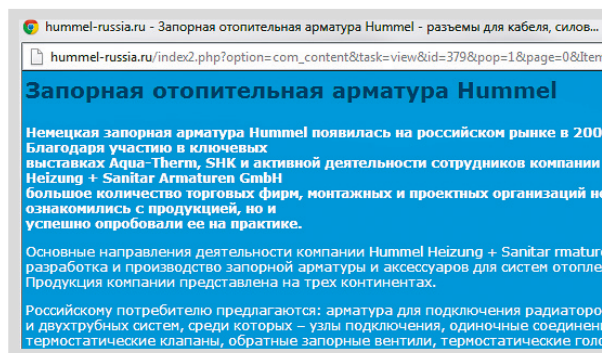 hummel-russia.ru - Запорная отопительная арматура Hummel - разъемы для кабеля, силов...
hummel-russia.ru/index2.php?option=com_content&task=view&id=379&pop=1&page=0&Item
Запорная отопительная арматура Hummel
Немецкая запорная арматура Hummel появилась на российском рынке в 200
Благодаря участию в ключевых
выставках Aqua-Therm, SHK и активной деятельности сотрудников компании
Heizung + Sanitar Armaturen GmbH
большое количество торговых фирм, монтажных и проектных организаций не
ознакомились с продукцией, но и
успешно опробовали ее на практике.
Основные направления деятельности компании Hummel Heizung + Sanitar rmature
разработка и производство запорной арматуры и аксессуаров для систем отопле
Продукция компании представлена на трех континентах.
Российскому потребителю предлагаются: арматура для подключения радиаторо
и двухтрубных систем, среди которых – узлы подключения, одиночные соединен
термостатические клапаны, обратные запорные вентили, термостатические голо